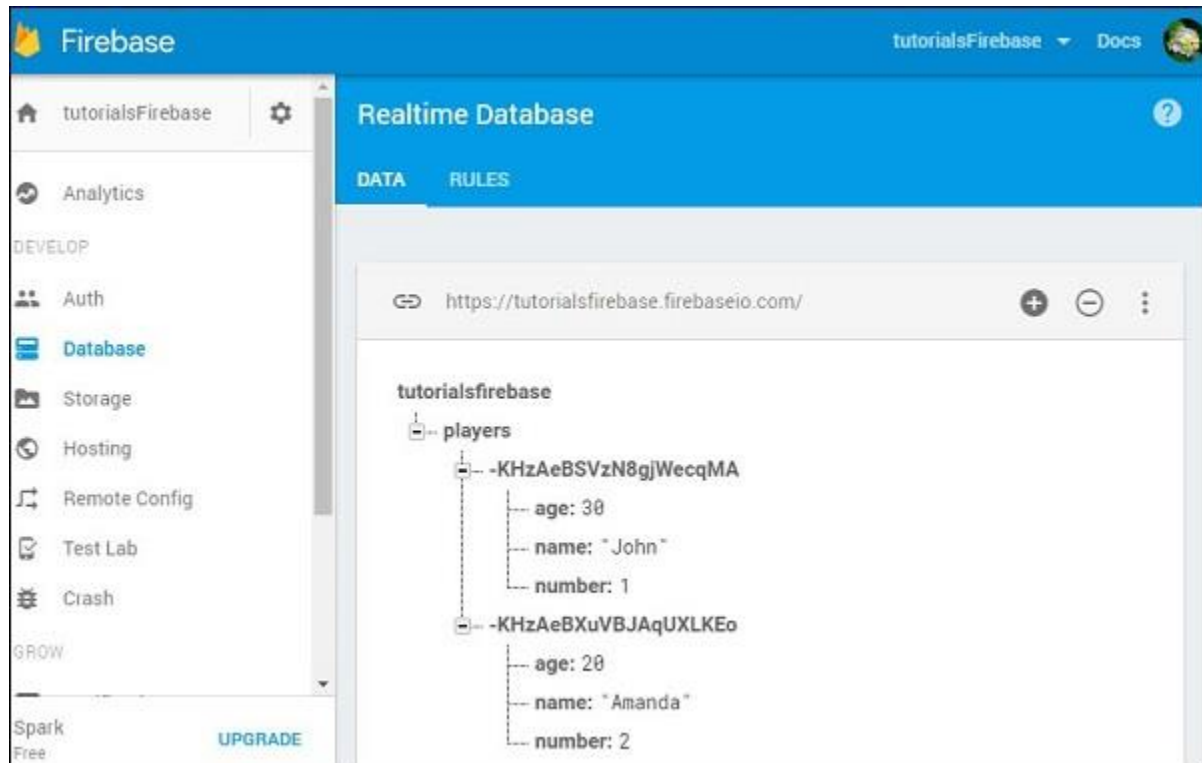 Firebase
tutorialsFirebase
Docs
tutorialsFirebase
Analytics
DEVELOP
Auth
Database
Storage
Hosting
Remote Config
Test Lab
Crash
GROW
Spark
Free
UPGRADE
Realtime Database
?
DATA RULES
https://tutorialsfirebase.firebaseio.com/
tutorialsfirebase
players
-KHzAeBSVzN8gjWecqMA
age: 30
name: "John"
number: 1
-KHzAeBXuVBJAqUXLKEo
age: 20
name: "Amanda"
number: 2